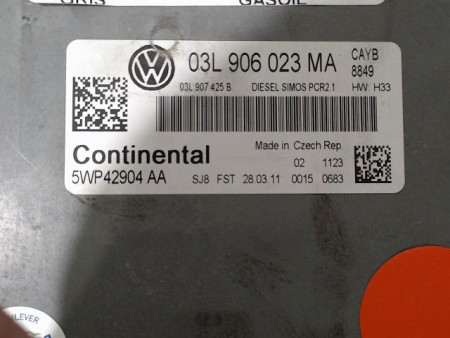 GRIS GASOIL
03L 906 023 MA CAYB
8849
03L 907 425 B DIESEL SIMOS PCR2.1 HW: H33
Continental Made in Czech Rep.
02 1123
5WP42904 AA SJ8 FST 28.03.11 0015 0683